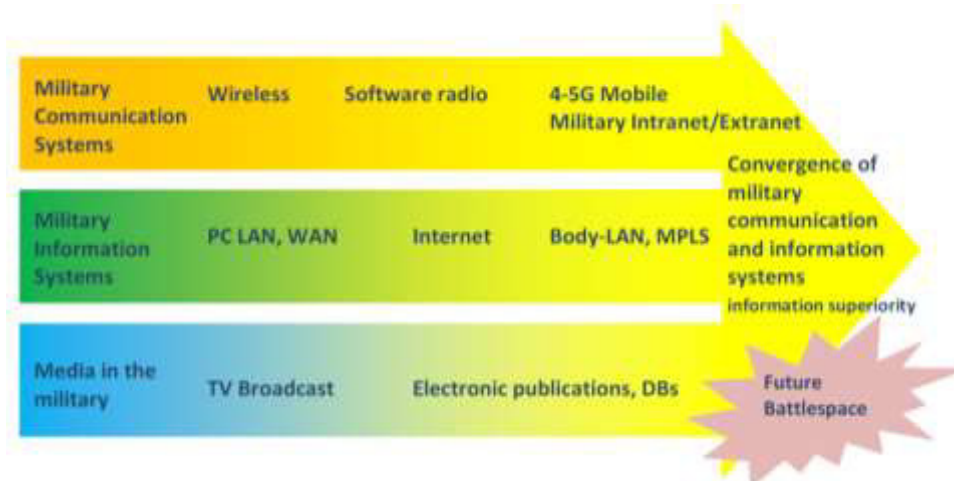 Military
Communication
Systems
Wireless
Software radio
4-5G Mobile
Military Intranet/Extranet
Military
Information
Systems
PC LAN, WAN
Internet
Body-LAN, MPLS
Media in the
military
TV Broadcast
Electronic publications, DBs
Convergence of
military
communication
and information
systems
information superiority
Future
Battlespace